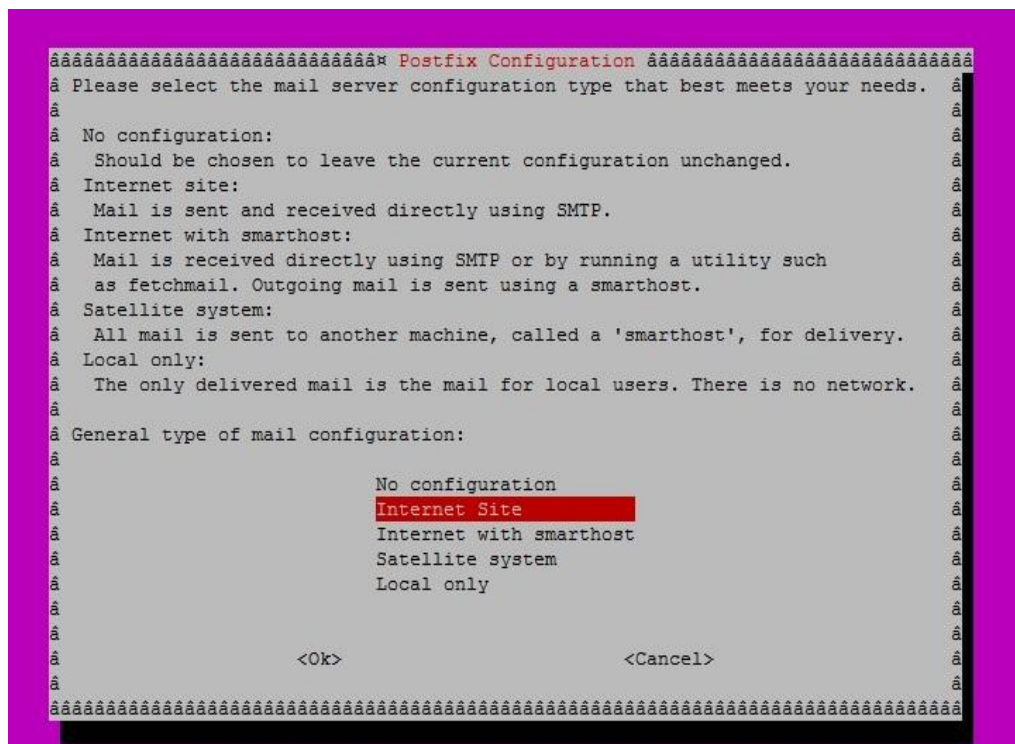 ââââââââââââââââââââââââââââââ¤ Postfix Configuration âââââââââââââââââââââââââââââ
â Please select the mail server configuration type that best meets your needs. â
â â
â No configuration: â
â Should be chosen to leave the current configuration unchanged. â
â Internet site: â
â Mail is sent and received directly using SMTP. â
â Internet with smarthost: â
â Mail is received directly using SMTP or by running a utility such â
â as fetchmail. Outgoing mail is sent using a smarthost. â
â Satellite system: â
â All mail is sent to another machine, called a 'smarthost', for delivery. â
â Local only: â
â The only delivered mail is the mail for local users. There is no network. â
â â
â General type of mail configuration: â
â â
â No configuration â
â Internet Site â
â Internet with smarthost â
â Satellite system â
â Local only â
â â
â â
â <Ok> <Cancel> â
â â
âââââââââââââââââââââââââââââââââââââââââââââââââââââââââââââââââââââââââââââââââ